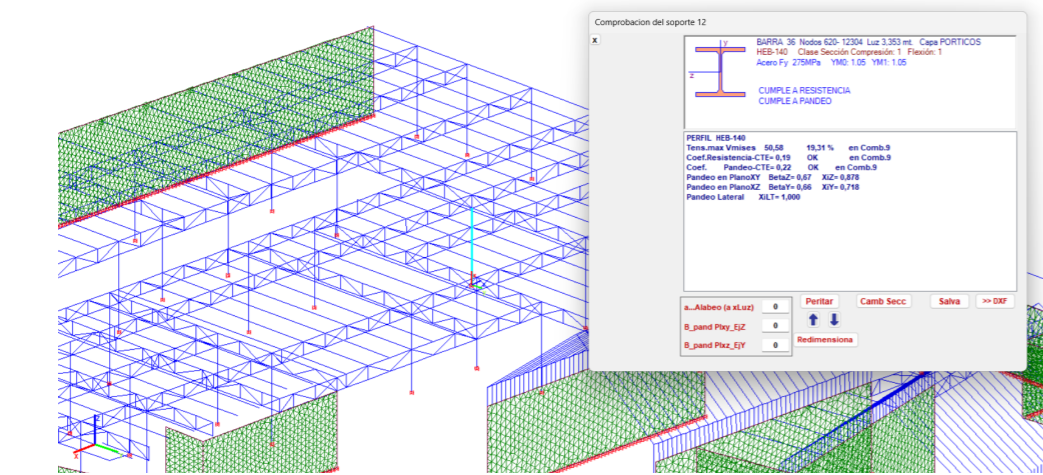 Comprobacion del soporte 12
x
BARRA 36 Nodos 620- 12304 Luz 3,353 mt. Capa PORTICOS
HEB-140 Clase Sección Compresión: 1 Flexión: 1
Acero Fy 275MPa YM0: 1.05 YM1: 1.05
y
z
CUMPLE A RESISTENCIA
CUMPLE A PANDEO
PERFIL HEB-140
Tens.max Vmises 50,58 19,31 % en Comb.9
Coef.Resistencia-CTE= 0,19 OK en Comb.9
Coef. Pandeo-CTE= 0,22 OK en Comb.9
Pandeo en PlanoXY BetaZ= 0,67 XiZ= 0,878
Pandeo en PlanoXZ BetaY= 0,66 XiY= 0,718
Pandeo Lateral XiLT= 1,000
a...Alabeo (a xLuz) 0
B_pand Plxy_EjZ 0
B_pand Plxz_EjY 0
Peritar
Camb Secc
Salva
>> DXF
Redimensiona
X